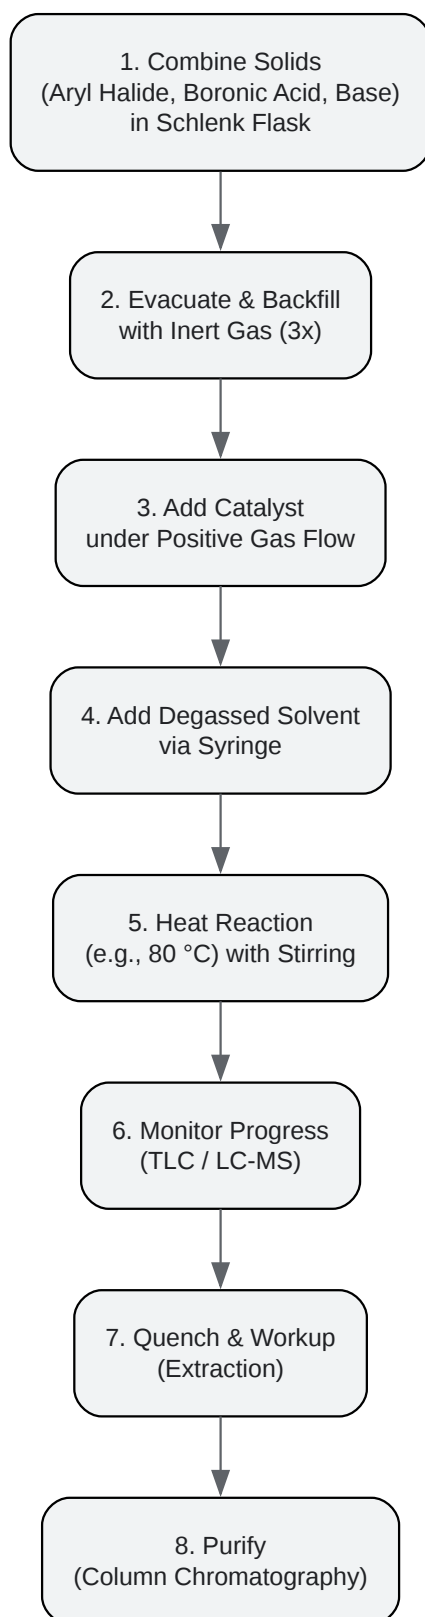 1. Combine Solids
(Aryl Halide, Boronic Acid, Base)
in Schlenk Flask
2. Evacuate & Backfill
with Inert Gas (3x)
3. Add Catalyst
under Positive Gas Flow
4. Add Degassed Solvent
via Syringe
5. Heat Reaction
(e.g., 80 °C) with Stirring
6. Monitor Progress
(TLC / LC-MS)
7. Quench & Workup
(Extraction)
8. Purify
(Column Chromatography)